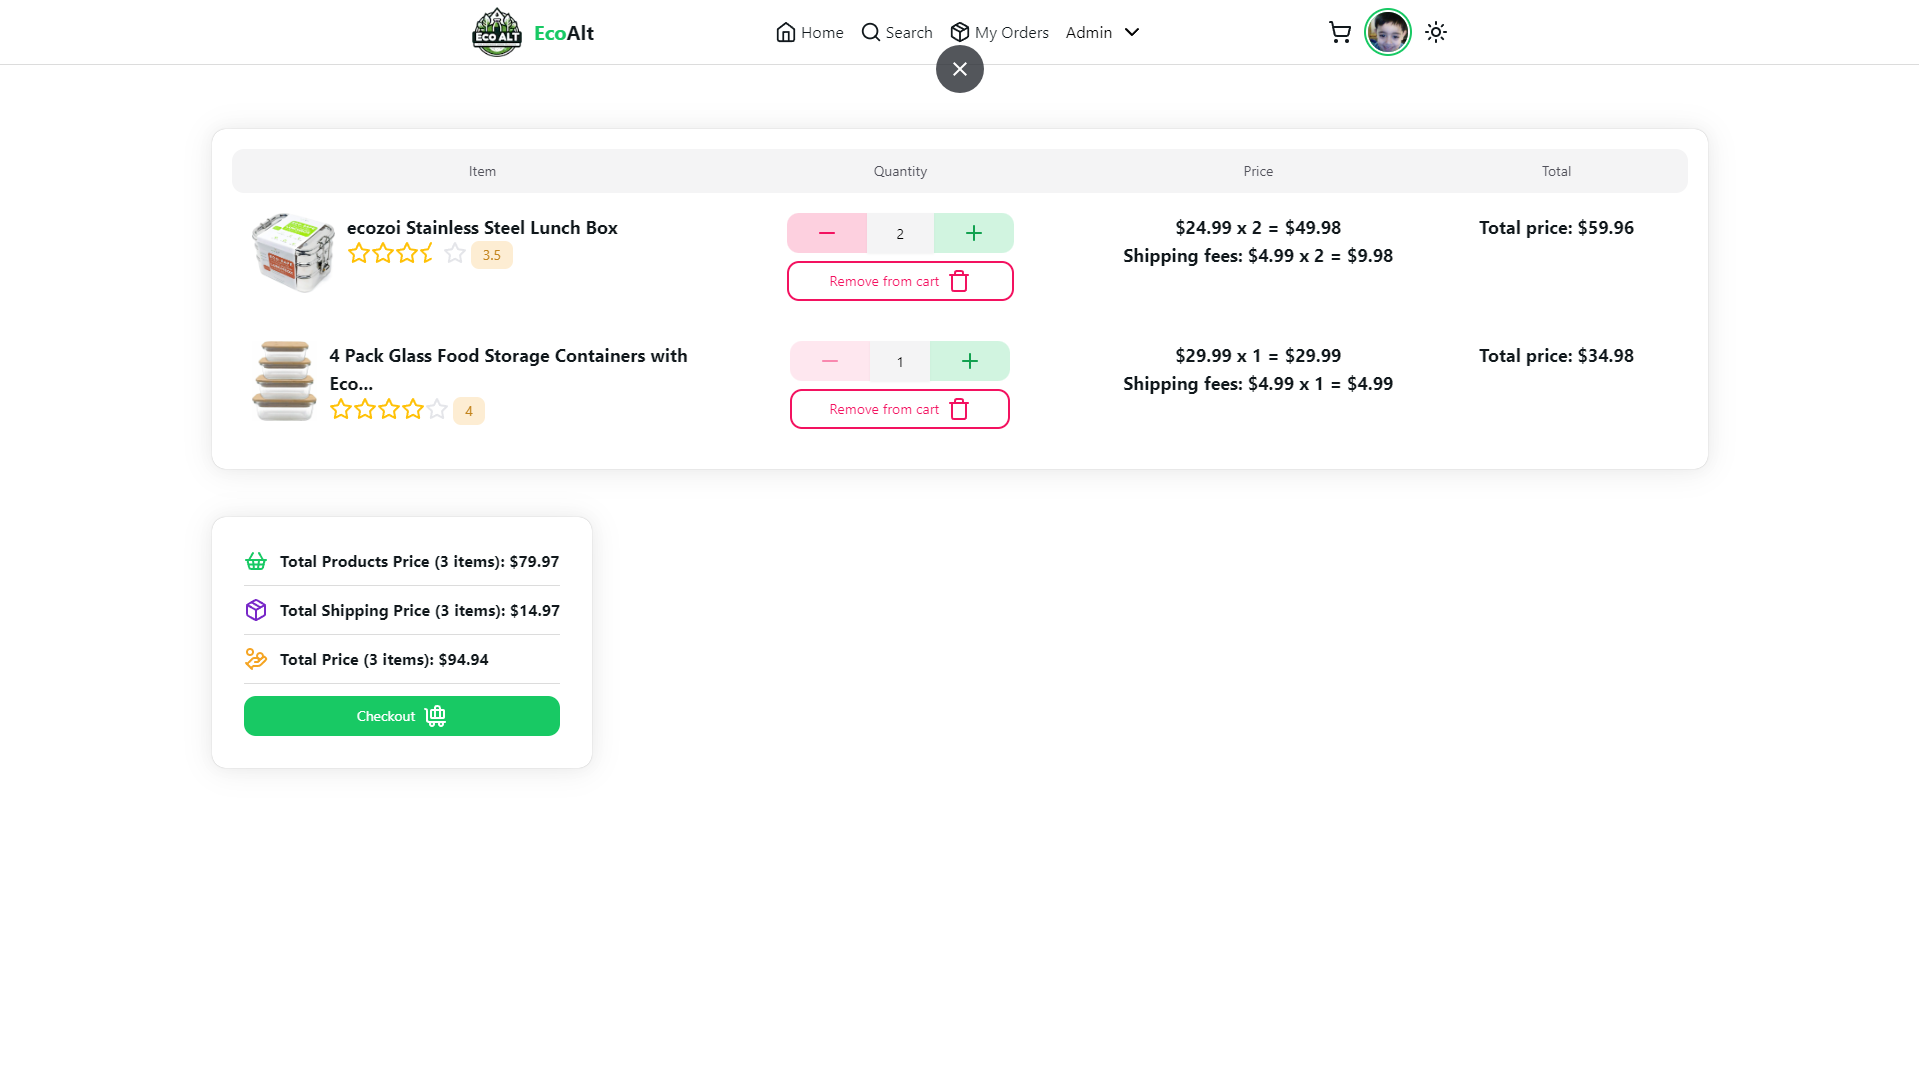 ECO ALT
EcoAlt
Home
Search
My Orders
Admin
Item
Quantity
Price
Total
ecozoi Stainless Steel Lunch Box
3.5
2
Remove from cart
$24.99 x 2 = $49.98
Shipping fees: $4.99 x 2 = $9.98
Total price: $59.96
4 Pack Glass Food Storage Containers with
Eco...
4
1
Remove from cart
$29.99 x 1 = $29.99
Shipping fees: $4.99 x 1 = $4.99
Total price: $34.98
Total Products Price (3 items): $79.97
Total Shipping Price (3 items): $14.97
Total Price (3 items): $94.94
Checkout